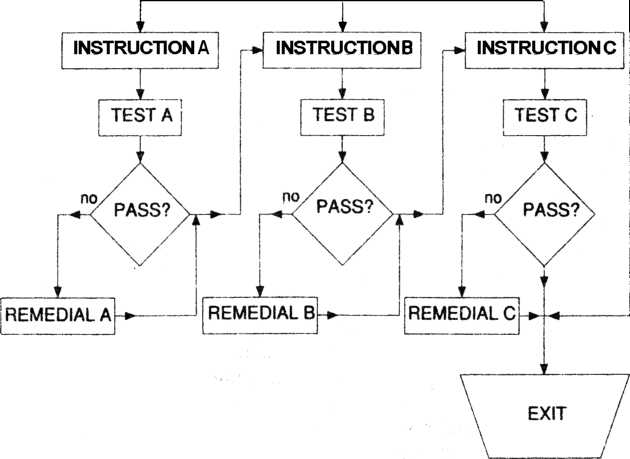 INSTRUCTION A
INSTRUCTION B
INSTRUCTION C
TEST A
TEST B
TEST C
no
PASS?
no
PASS?
no
PASS?
REMEDIAL A
REMEDIAL B
REMEDIAL C
EXIT